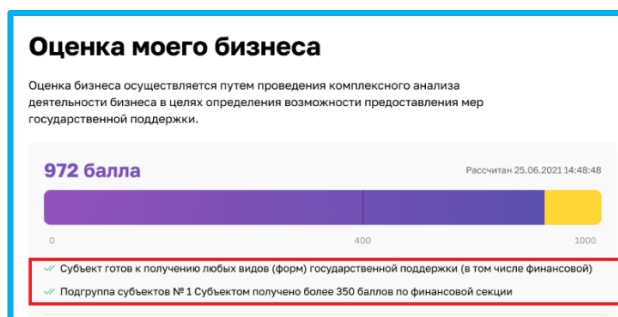 Оценка моего бизнеса
Оценка бизнеса осуществляется путем проведения комплексного анализа
деятельности бизнеса в целях определения возможности предоставления мер
государственной поддержки.
972 балла
Рассчитан 25.06.2021 14:48:48
0 400 1000
Субъект готов к получению любых видов (форм) государственной поддержки (в том числе финансовой)
Подгруппа субъектов № 1 Субъектом получено более 350 баллов по финансовой секции